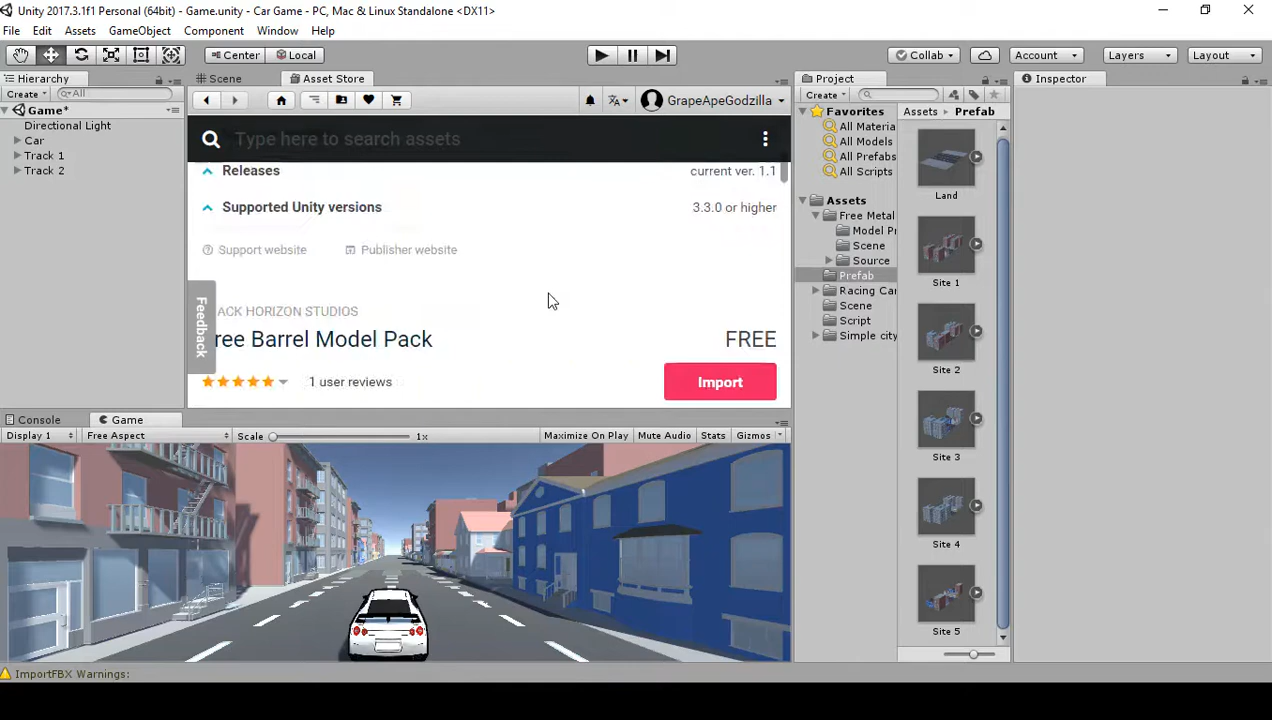 Unity 2017.3.1f1 Personal (64bit) - Game.unity - Car Game - PC, Mac & Linux Standalone <DX11>
File Edit Assets GameObject Component Window Help
Center Local Collab Account Layers Layout
Hierarchy Scene Asset Store Project Inspector
Create All GrapeApeGodzilla Create
Game* Favorites Assets Prefab
Directional Light
Car
Track 1
Track 2
Type here to search assets
Releases current ver. 1.1
Supported Unity versions 3.3.0 or higher
Support website Publisher website
Feedback
ACK HORIZON STUDIOS
ree Barrel Model Pack FREE
1 user reviews Import
All Materia
All Models
All Prefabs
All Scripts
Assets
Free Metal
Model Pr
Scene
Source
Prefab
Racing Car
Scene
Script
Simple city
Land
Site 1
Site 2
Site 3
Site 4
Site 5
Console Game
Display 1 Free Aspect Scale 1x Maximize On Play Mute Audio Stats Gizmos
ImportFBX Warnings: